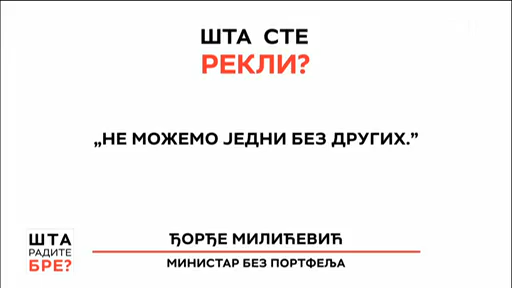 ШТА СТЕ
РЕКЛИ?
„НЕ МОЖЕМО ЈЕДНИ БЕЗ ДРУГИХ.”
ШТА
РАДИТЕ
БРЕ?
ЂОРЂЕ МИЛИЋЕВИЋ
МИНИСТАР БЕЗ ПОРТФЕЉА